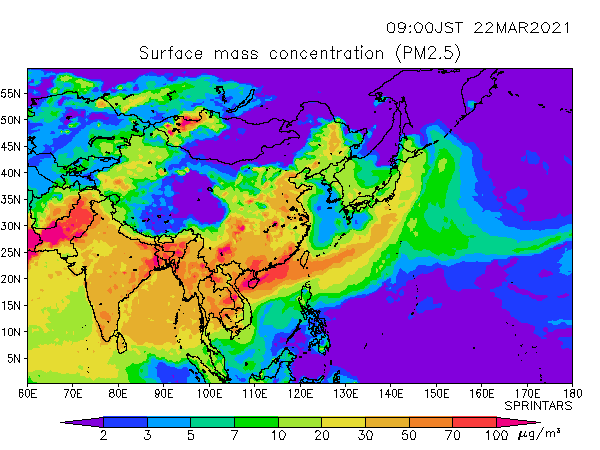 09:00JST 22MAR2021
Surface mass concentration (PM2.5)
55N
50N
45N
40N
35N
30N
25N
20N
15N
10N
5N
60E 70E 80E 90E 100E 110E 120E 130E 140E 150E 160E 170E 180
SPRINTARS
2 3 5 7 10 20 30 50 70 100 μg/m³